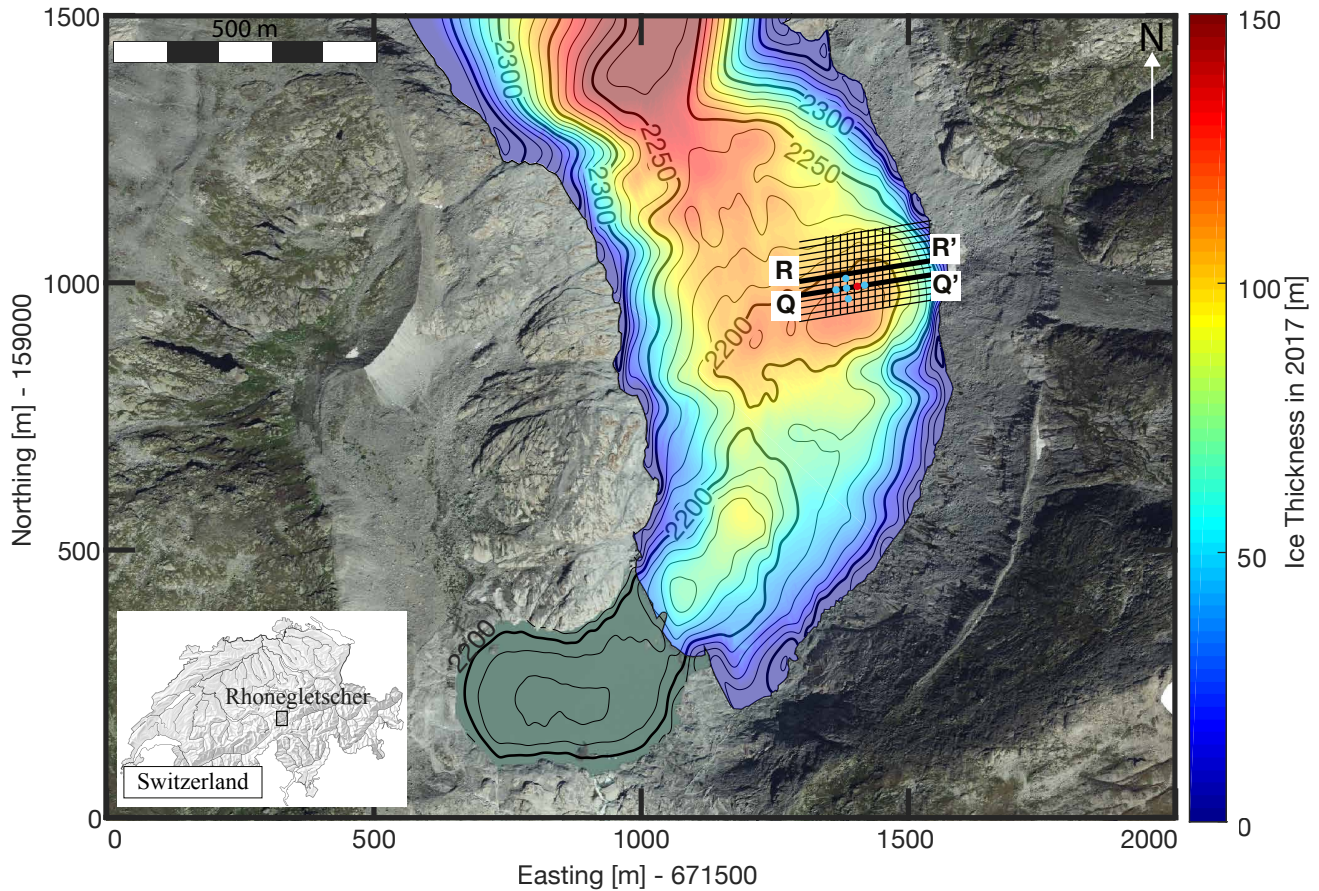 1500
500 m
N
150
2300
2300
2250
2250
2300
R’
R
1000
Q’
Q
100
2200
Northing [m] - 159000
Ice Thickness in 2017 [m]
2200
500
50
2200
Rhonegletscher
Switzerland
0
0
0
500
1000
1500
2000
Easting [m] - 671500